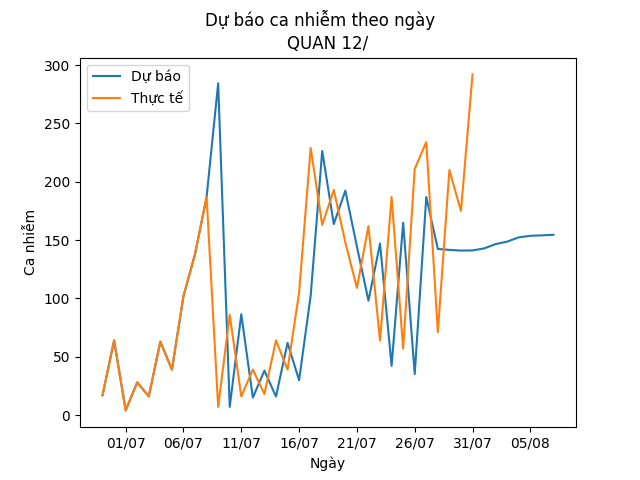 Dự báo ca nhiễm theo ngày
QUAN 12/
Dự báo
Thực tế
300
250
200
150
100
50
0
Ca nhiễm
01/07 06/07 11/07 16/07 21/07 26/07 31/07 05/08
Ngày